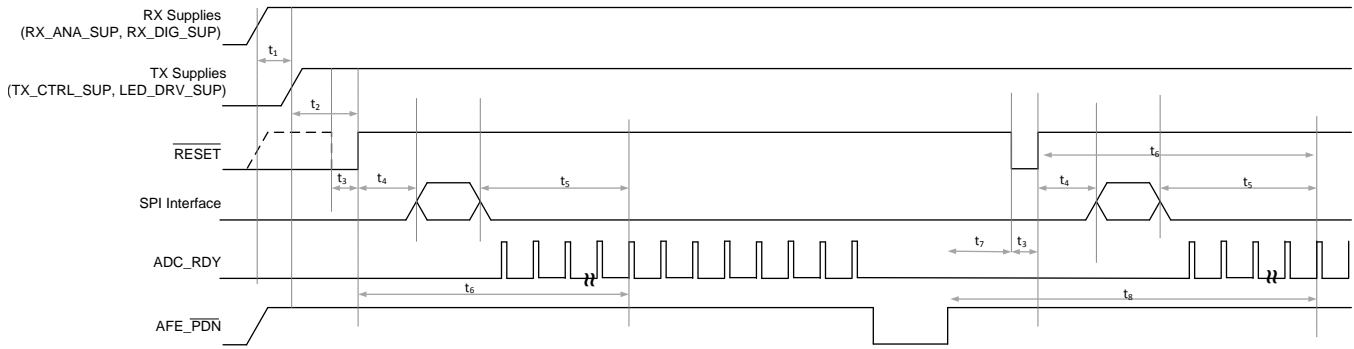 RX Supplies
(RX_ANA_SUP, RX_DIG_SUP)
t1
TX Supplies
(TX_CTRL_SUP, LED_DRV_SUP)
t2
RESET
t6
t3
t4
t5
t4
t5
SPI Interface
t7
t3
ADC_RDY
t6
t8
AFE_PDN